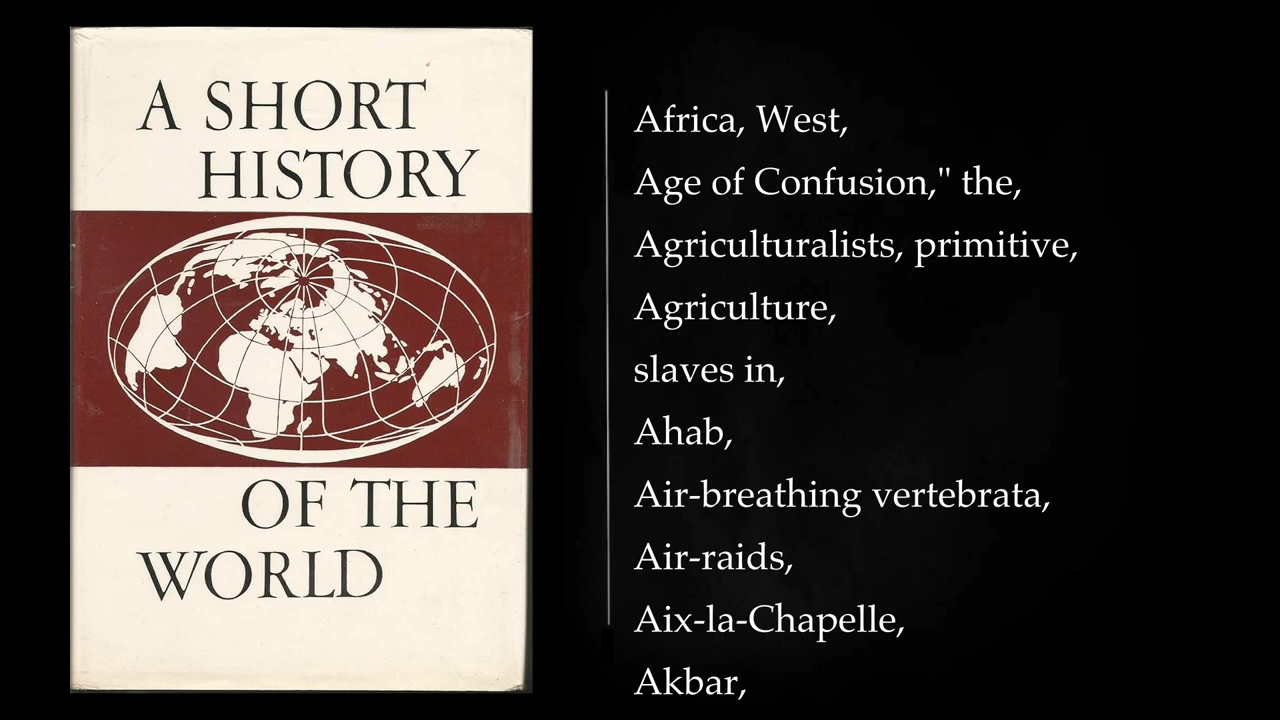 A SHORT
HISTORY
OF THE
WORLD
Africa, West,
Age of Confusion," the,
Agriculturalists, primitive,
Agriculture,
slaves in,
Ahab,
Air-breathing vertebrata,
Air-raids,
Aix-la-Chapelle,
Akbar,